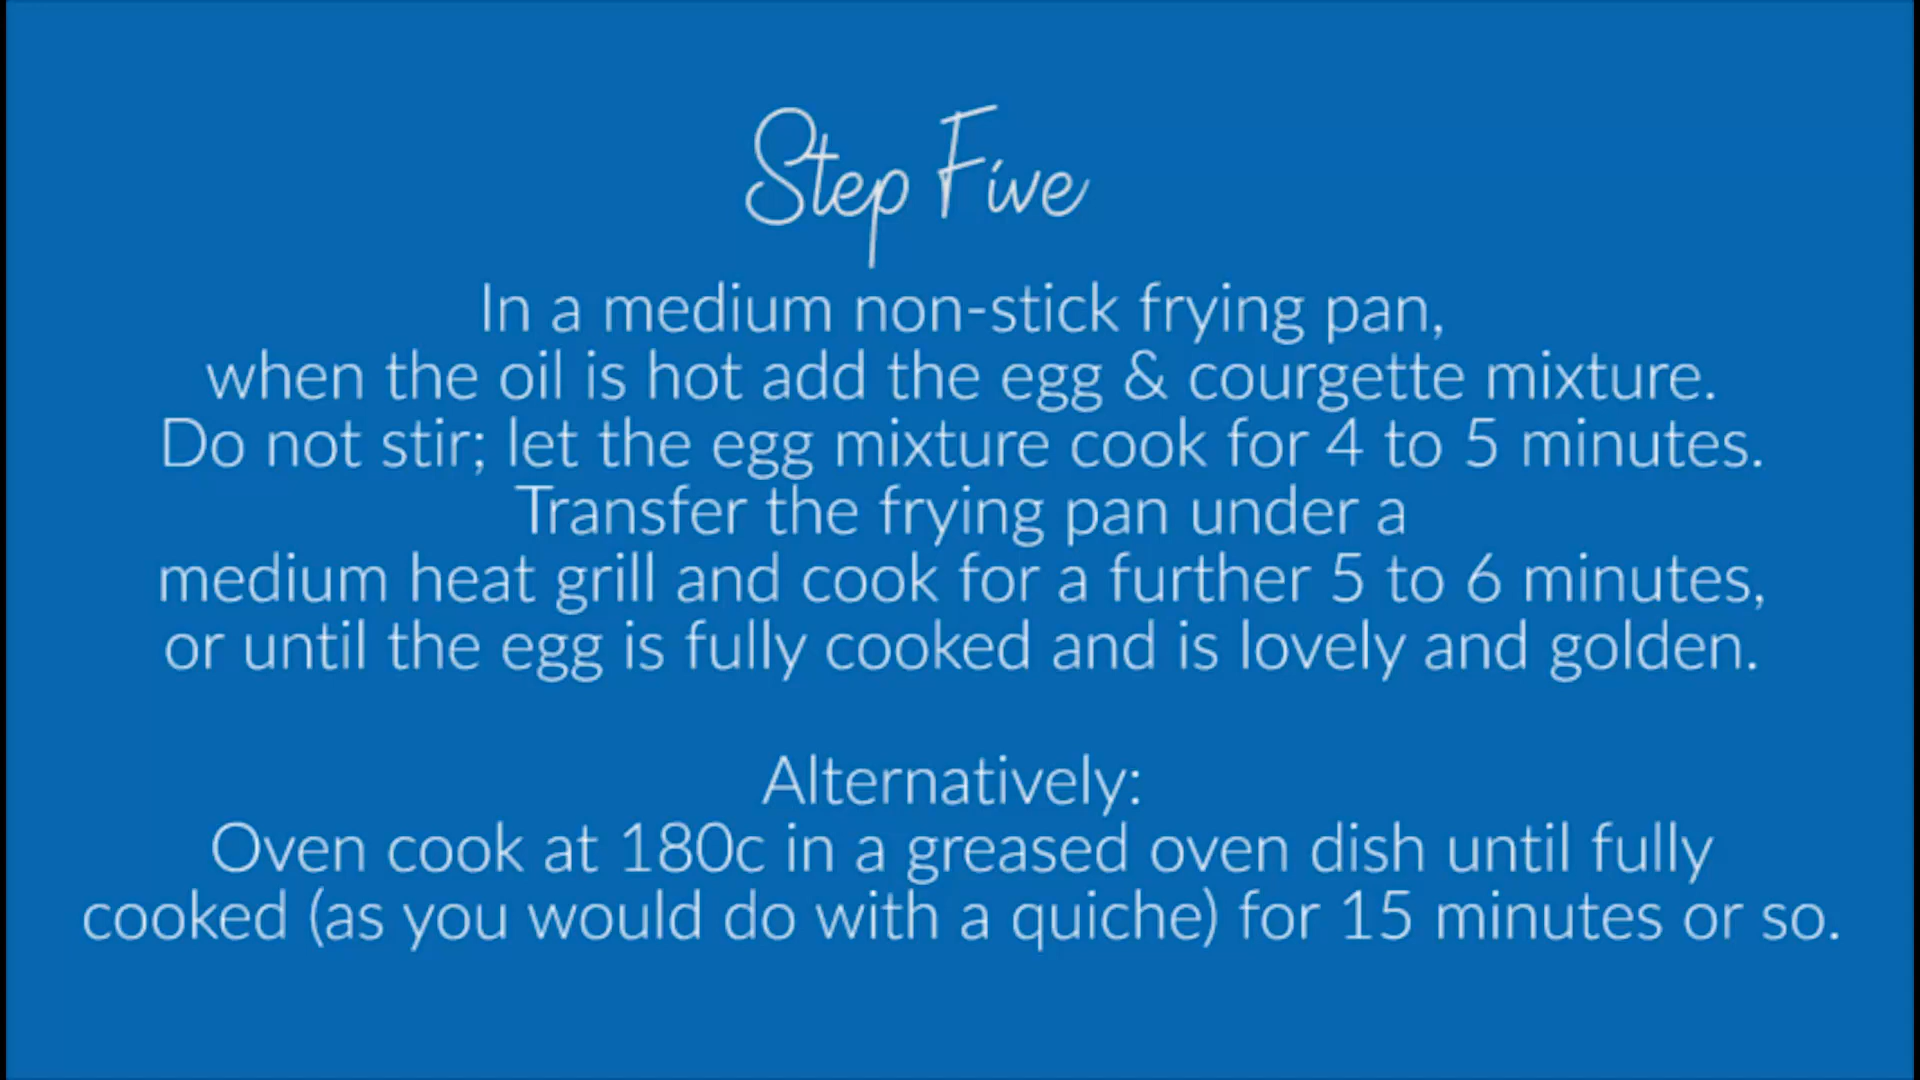 Step Five
In a medium non-stick frying pan,
when the oil is hot add the egg & courgette mixture.
Do not stir; let the egg mixture cook for 4 to 5 minutes.
Transfer the frying pan under a
medium heat grill and cook for a further 5 to 6 minutes,
or until the egg is fully cooked and is lovely and golden.
Alternatively:
Oven cook at 180c in a greased oven dish until fully
cooked (as you would do with a quiche) for 15 minutes or so.